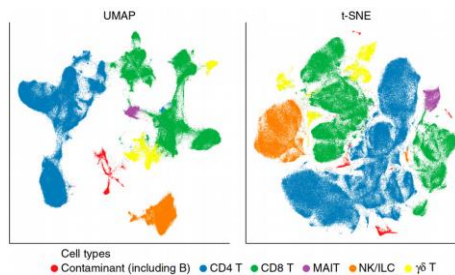 UMAP
t-SNE
Cell types
Contaminant (including B) CD4 T CD8 T MAIT NK/ILC γδ T